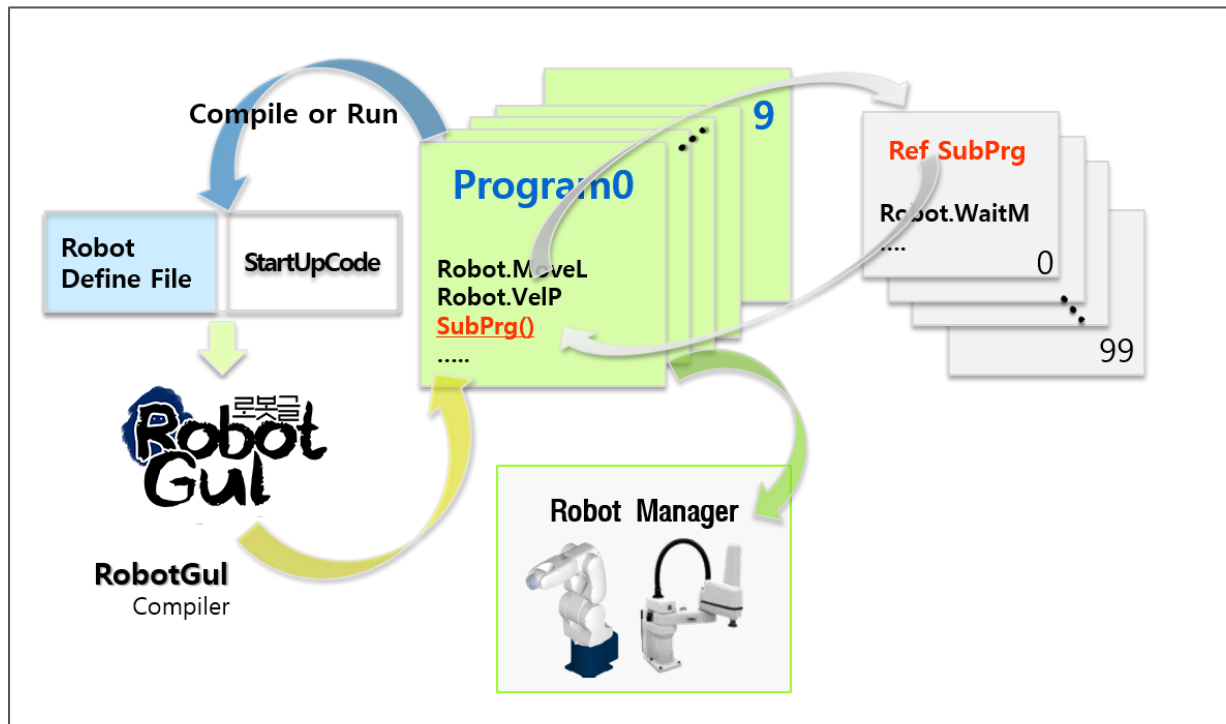 Compile or Run
9
Program0
Robot.MoveL
Robot.VelP
SubPrg()
.....
Ref SubPrg
Robot.WaitM
....
0
99
Robot
Define File
StartUpCode
로봇글
Robot
Gul
RobotGul
Compiler
Robot Manager